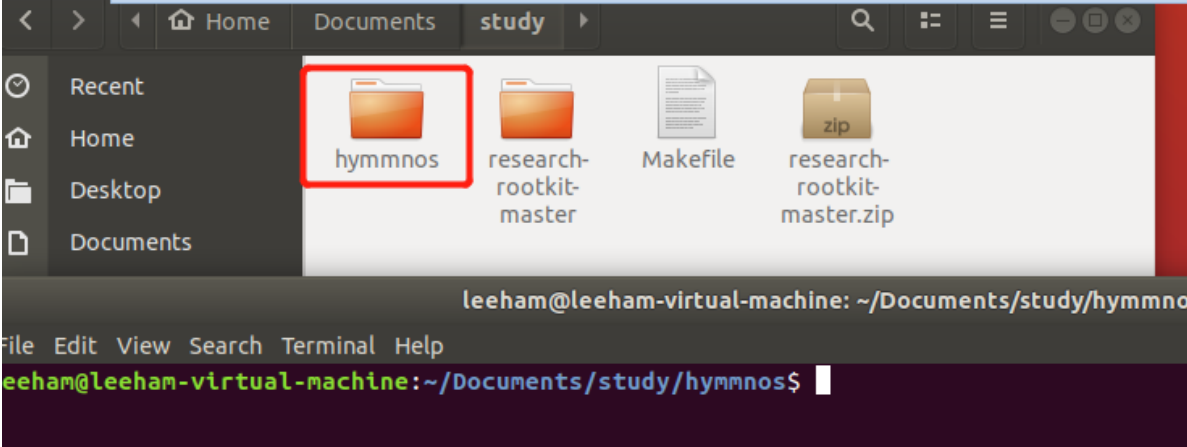 Home Documents study
Recent
Home
Desktop
Documents
hymmnos
research-
rootkit-
master
Makefile
zip
research-
rootkit-
master.zip
leeham@leeham-virtual-machine: ~/Documents/study/hymmno
File Edit View Search Terminal Help
eeham@leeham-virtual-machine:~/Documents/study/hymmnos$